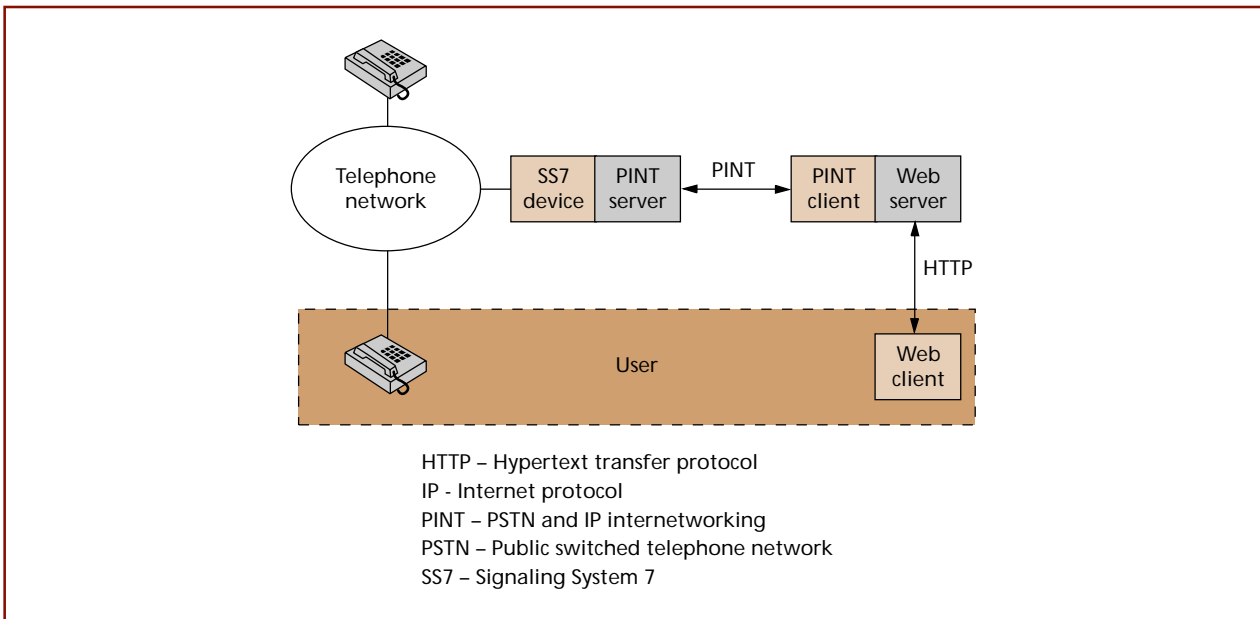 Telephone
network
SS7
device
PINT
server
PINT
PINT
client
Web
server
HTTP
User
Web
client
HTTP – Hypertext transfer protocol
IP - Internet protocol
PINT – PSTN and IP internetworking
PSTN – Public switched telephone network
SS7 – Signaling System 7